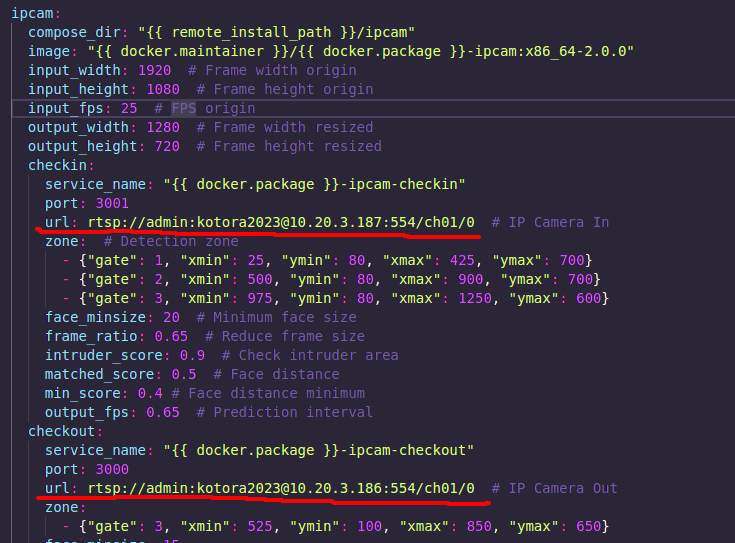 ipcam:
compose_dir: "{{ remote_install_path }}/ipcam"
image: "{{ docker.maintainer }}/{{ docker.package }}-ipcam:x86_64-2.0.0"
input_width: 1920  # Frame width origin
input_height: 1080  # Frame height origin
input_fps: 25  # FPS origin
output_width: 1280  # Frame width resized
output_height: 720  # Frame height resized
checkin:
service_name: "{{ docker.package }}-ipcam-checkin"
port: 3001
url: rtsp://admin:kotora2023@10.20.3.187:554/ch01/0  # IP Camera In
zone:  # Detection zone
- {"gate": 1, "xmin": 25, "ymin": 80, "xmax": 425, "ymax": 700}
- {"gate": 2, "xmin": 500, "ymin": 80, "xmax": 900, "ymax": 700}
- {"gate": 3, "xmin": 975, "ymin": 80, "xmax": 1250, "ymax": 600}
face_minsize: 20  # Minimum face size
frame_ratio: 0.65  # Reduce frame size
intruder_score: 0.9  # Check intruder area
matched_score: 0.5  # Face distance
min_score: 0.4 # Face distance minimum
output_fps: 0.65  # Prediction interval
checkout:
service_name: "{{ docker.package }}-ipcam-checkout"
port: 3000
url: rtsp://admin:kotora2023@10.20.3.186:554/ch01/0  # IP Camera Out
zone:
- {"gate": 3, "xmin": 525, "ymin": 100, "xmax": 850, "ymax": 650}